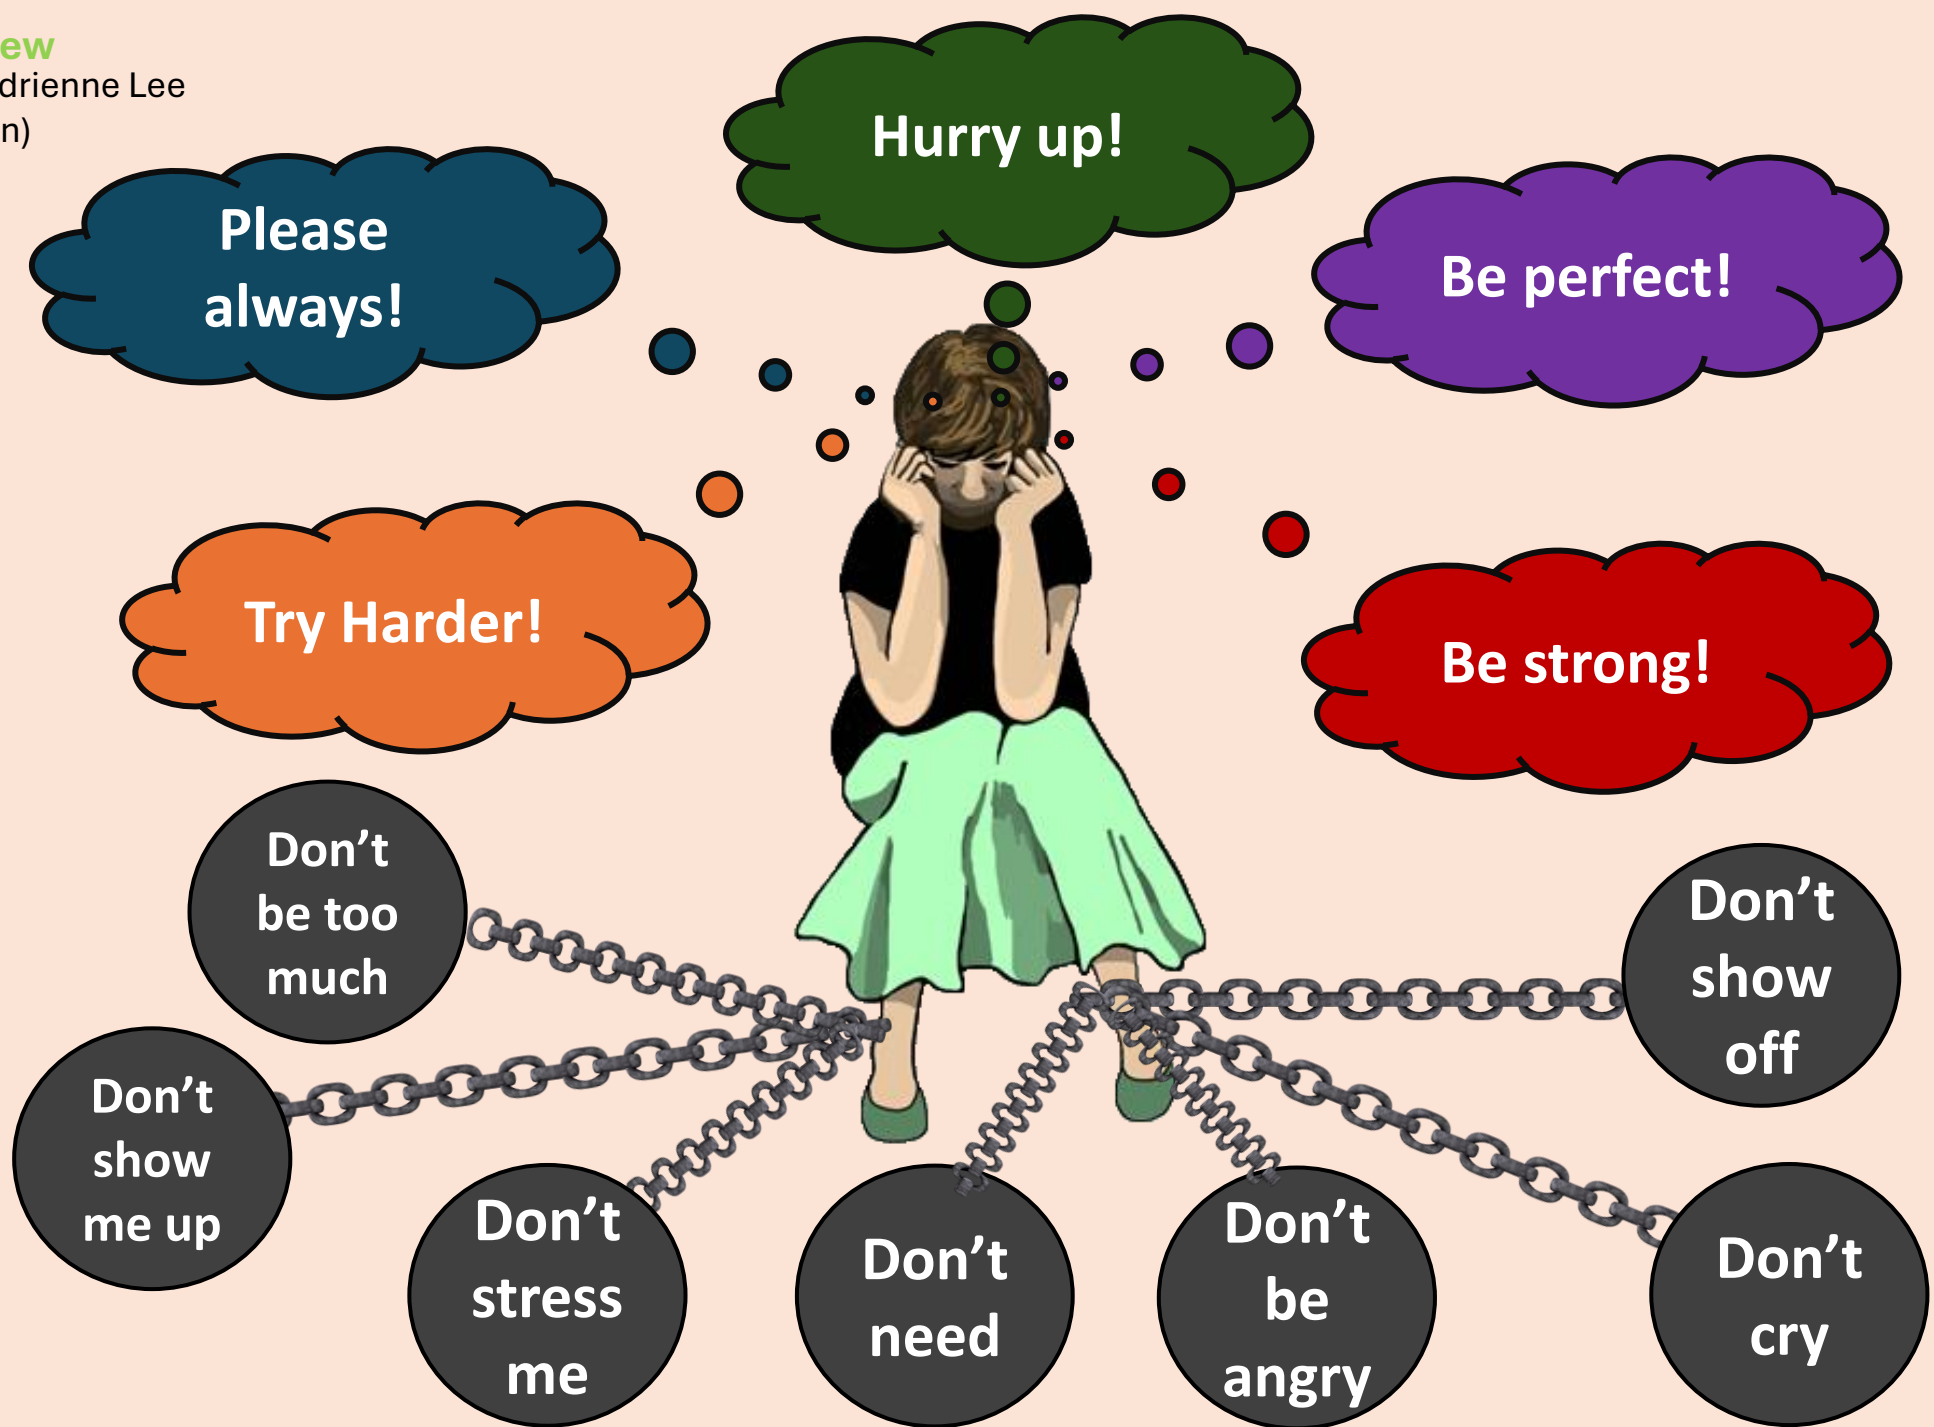 ew
drienne Lee
n)
Hurry up!
Please
always!
Be perfect!
Try Harder!
Be strong!
Don't
be too
much
Don't
show
off
Don't
show
me up
Don't
stress
me
Don't
need
Don't
be
angry
Don't
cry